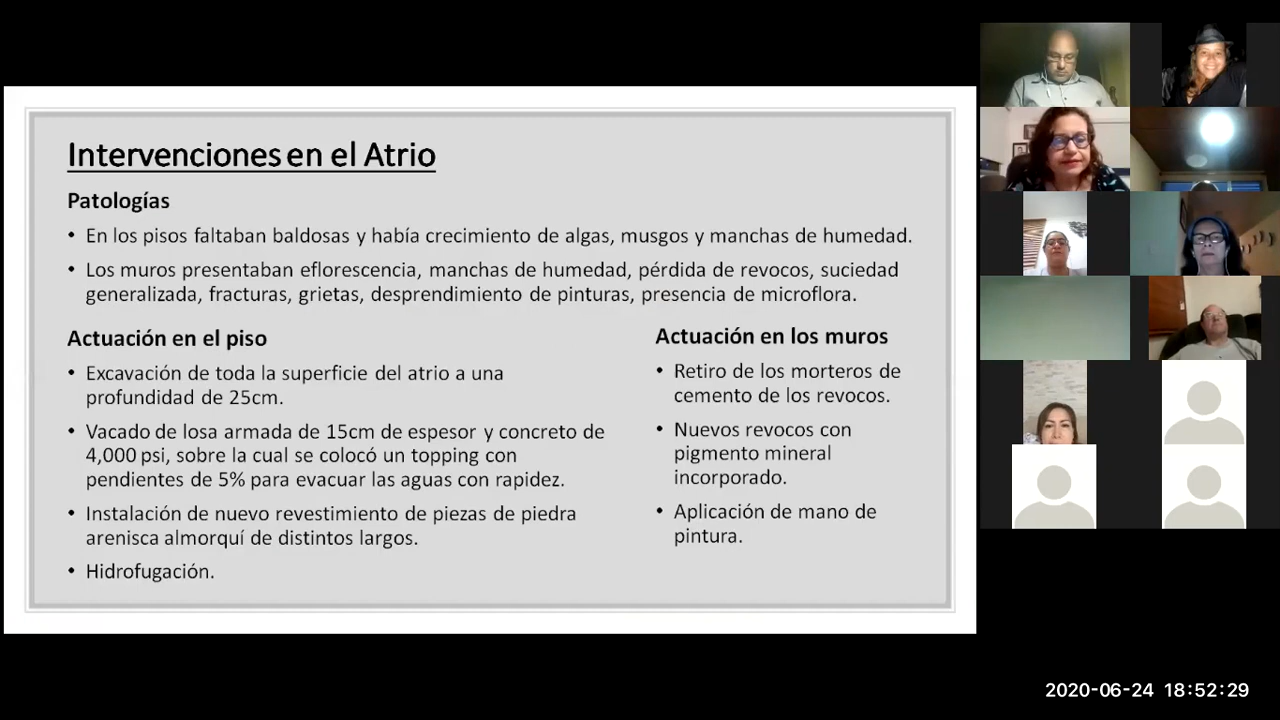 Intervenciones en el Atrio
Patologías
• En los pisos faltaban baldosas y había crecimiento de algas, musgos y manchas de humedad.
• Los muros presentaban eflorescencia, manchas de humedad, pérdida de revocos, suciedad
generalizada, fracturas, grietas, desprendimiento de pinturas, presencia de microflora.
Actuación en el piso
• Excavación de toda la superficie del atrio a una
profundidad de 25cm.
• Vacado de losa armada de 15cm de espesor y concreto de
4,000 psi, sobre la cual se colocó un topping con
pendientes de 5% para evacuar las aguas con rapidez.
• Instalación de nuevo revestimiento de piezas de piedra
arenisca almorquí de distintos largos.
• Hidrofugación.
Actuación en los muros
• Retiro de los morteros de
cemento de los revocos.
• Nuevos revocos con
pigmento mineral
incorporado.
• Aplicación de mano de
pintura.
2020-06-24 18:52:29